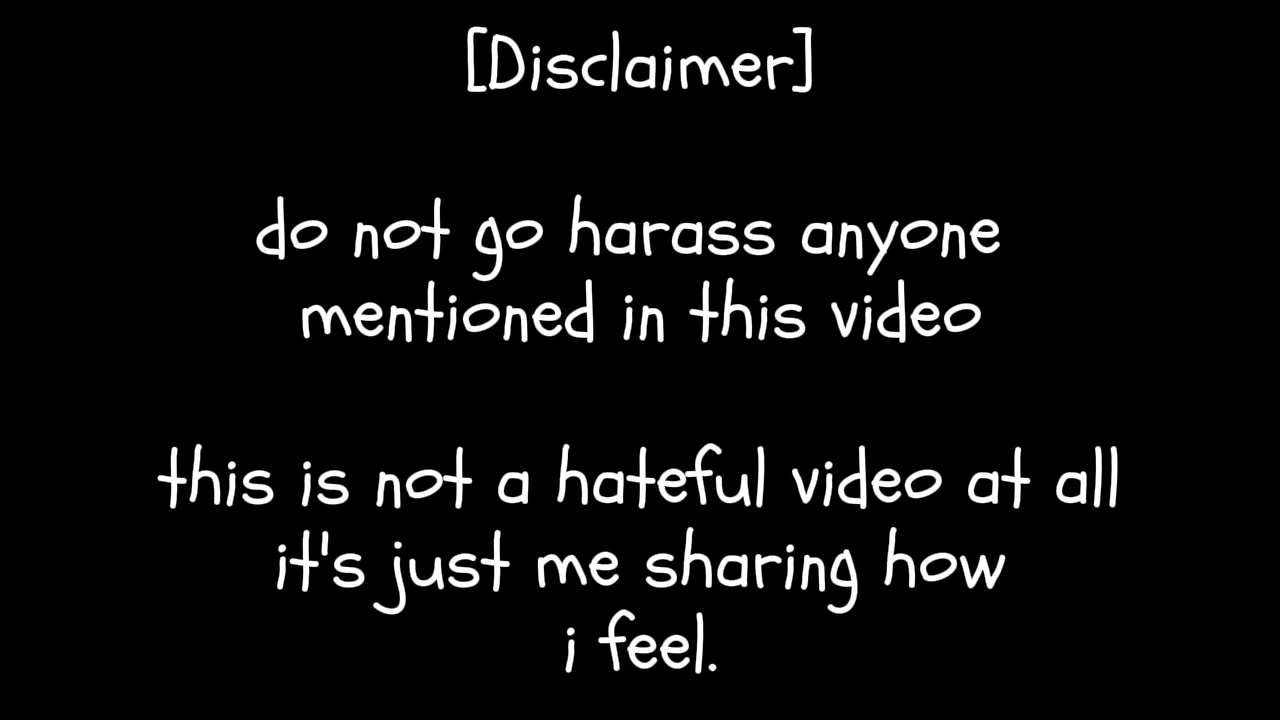 [Disclaimer]
do not go harass anyone
mentioned in this video
this is not a hateful video at all
it's just me sharing how
i feel.